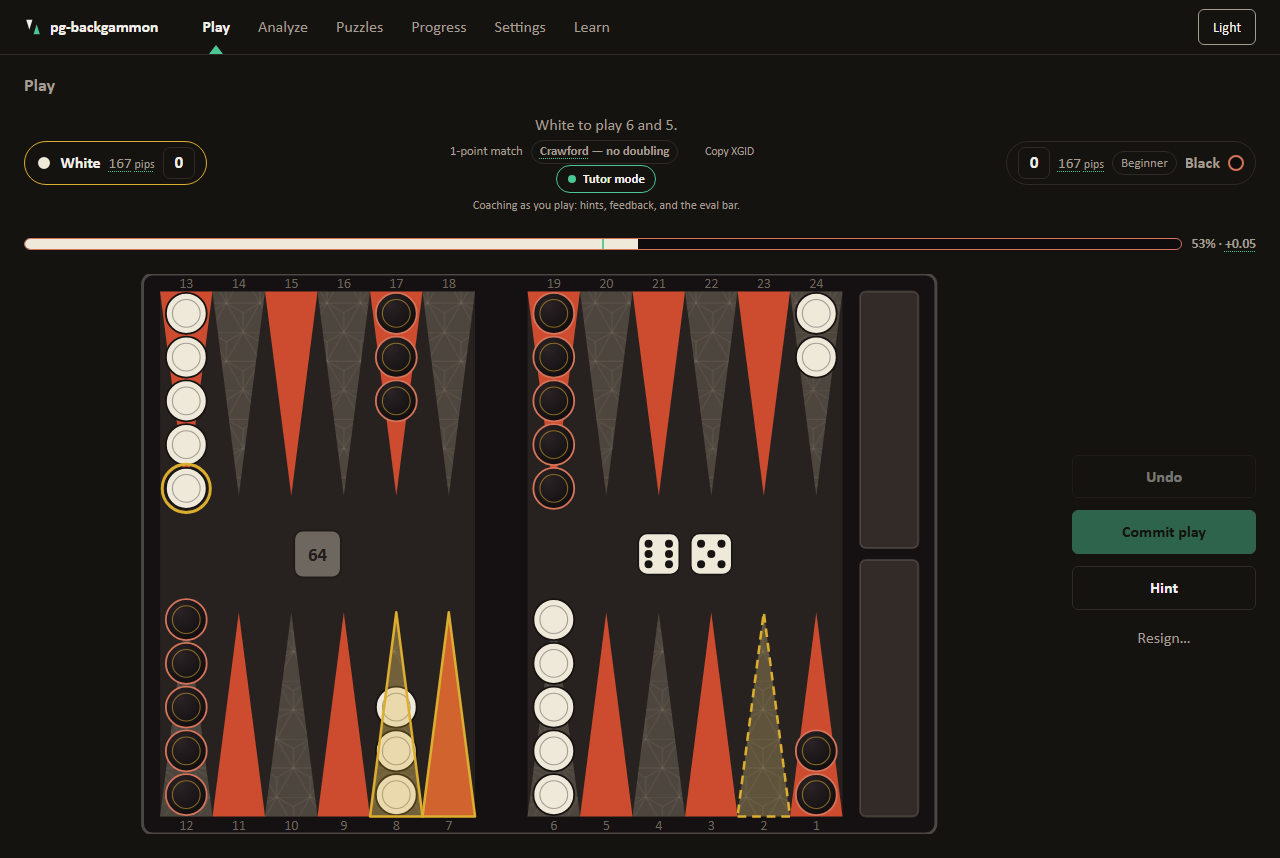 pg-backgammon Play Analyze Puzzles Progress Settings Learn Light
Play
White to play 6 and 5.
White 167 pips 0
1-point match Crawford — no doubling Copy XGID
Tutor mode
Coaching as you play: hints, feedback, and the eval bar.
0 167 pips Beginner Black
53% · +0.05
13 14 15 16 17 18 19 20 21 22 23 24
64
12 11 10 9 8 7 6 5 4 3 2 1
Undo
Commit play
Hint
Resign...